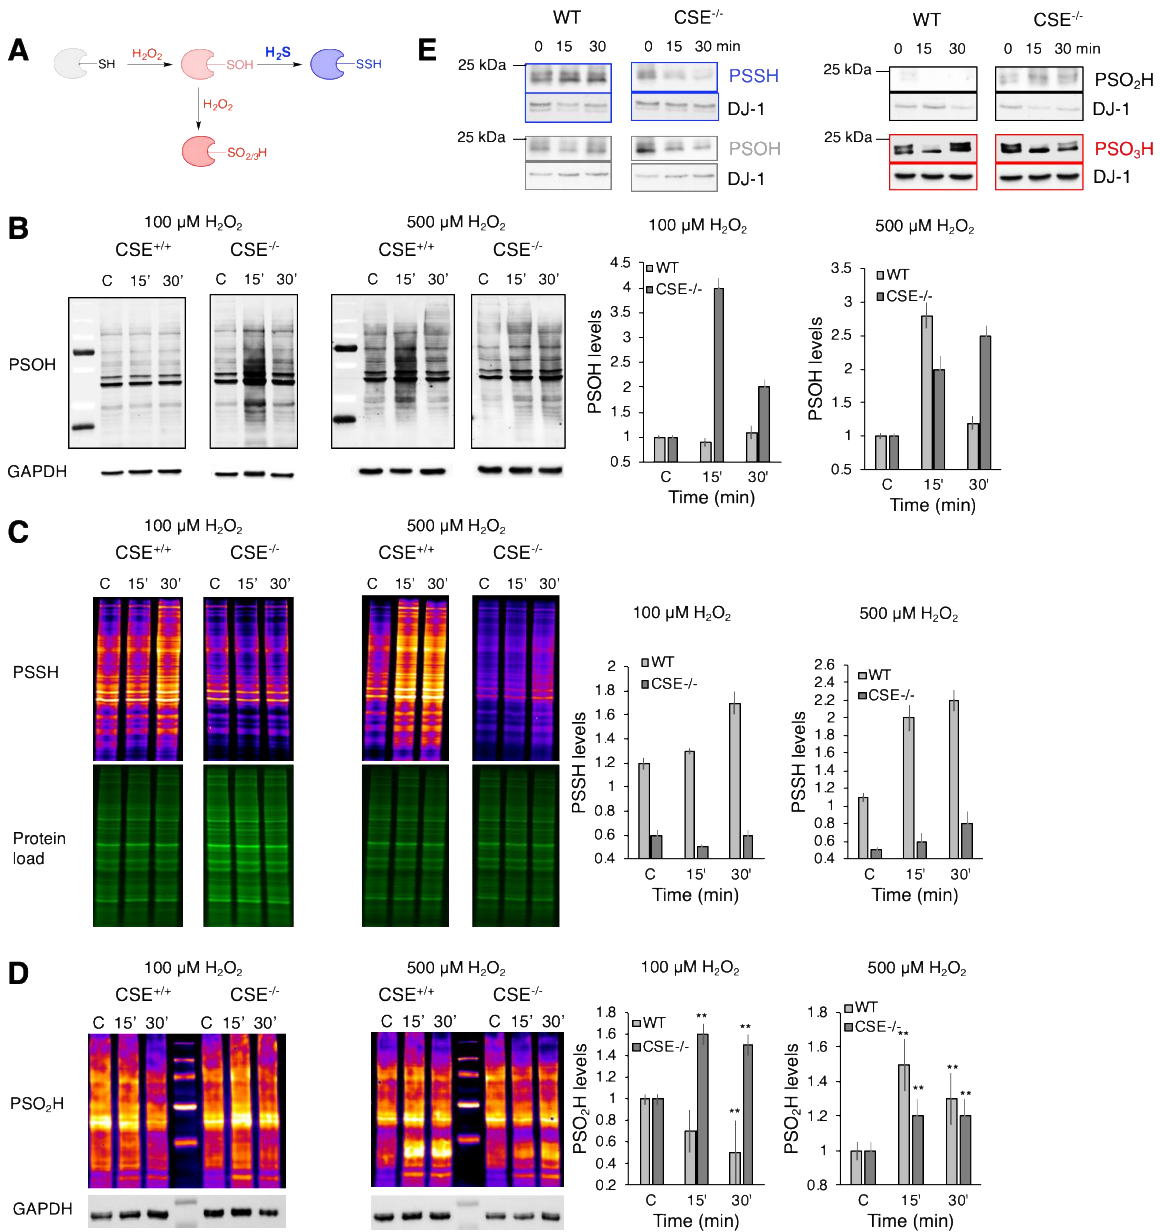 A
SH
H₂O₂
SOH
H₂S
SSH
H₂O₂
SO₂/₃H
E
WT
CSE⁻/⁻
0 15 30
0 15 30 min
25 kDa
PSSH
DJ-1
25 kDa
PSOH
DJ-1
WT
CSE⁻/⁻
0 15 30
0 15 30 min
25 kDa
PSO₂H
DJ-1
25 kDa
PSO₃H
DJ-1
B
100 µM H₂O₂
CSE⁺/⁺
CSE⁻/⁻
C 15' 30'
C 15' 30'
500 µM H₂O₂
CSE⁺/⁺
CSE⁻/⁻
C 15' 30'
C 15' 30'
PSOH
GAPDH
100 µM H₂O₂
WT
CSE-/-
PSOH levels
4.5
4
3.5
3
2.5
2
1.5
1
0.5
C 15' 30'
Time (min)
500 µM H₂O₂
WT
CSE-/-
PSOH levels
3.5
3
2.5
2
1.5
1
0.5
C 15' 30'
Time (min)
C
100 µM H₂O₂
CSE⁺/⁺
CSE⁻/⁻
C 15' 30'
C 15' 30'
500 µM H₂O₂
CSE⁺/⁺
CSE⁻/⁻
C 15' 30'
C 15' 30'
PSSH
Protein
load
100 µM H₂O₂
WT
CSE-/-
PSSH levels
2
1.8
1.6
1.4
1.2
1
0.8
0.6
0.4
C 15' 30'
Time (min)
500 µM H₂O₂
WT
CSE-/-
PSSH levels
2.6
2.4
2.2
2
1.8
1.6
1.4
1.2
1
0.8
0.6
0.4
C 15' 30'
Time (min)
D
100 µM H₂O₂
CSE⁺/⁺
CSE⁻/⁻
C 15' 30'
C 15' 30'
500 µM H₂O₂
CSE⁺/⁺
CSE⁻/⁻
C 15' 30'
C 15' 30'
PSO₂H
GAPDH
100 µM H₂O₂
WT
CSE-/-
PSO₂H levels
1.8
1.6
1.4
1.2
1
0.8
0.6
0.4
0.2
**
**
**
C 15' 30'
Time (min)
500 µM H₂O₂
WT
CSE-/-
PSO₂H levels
1.8
1.6
1.4
1.2
1
0.8
**
**
**
**
C 15' 30'
Time (min)